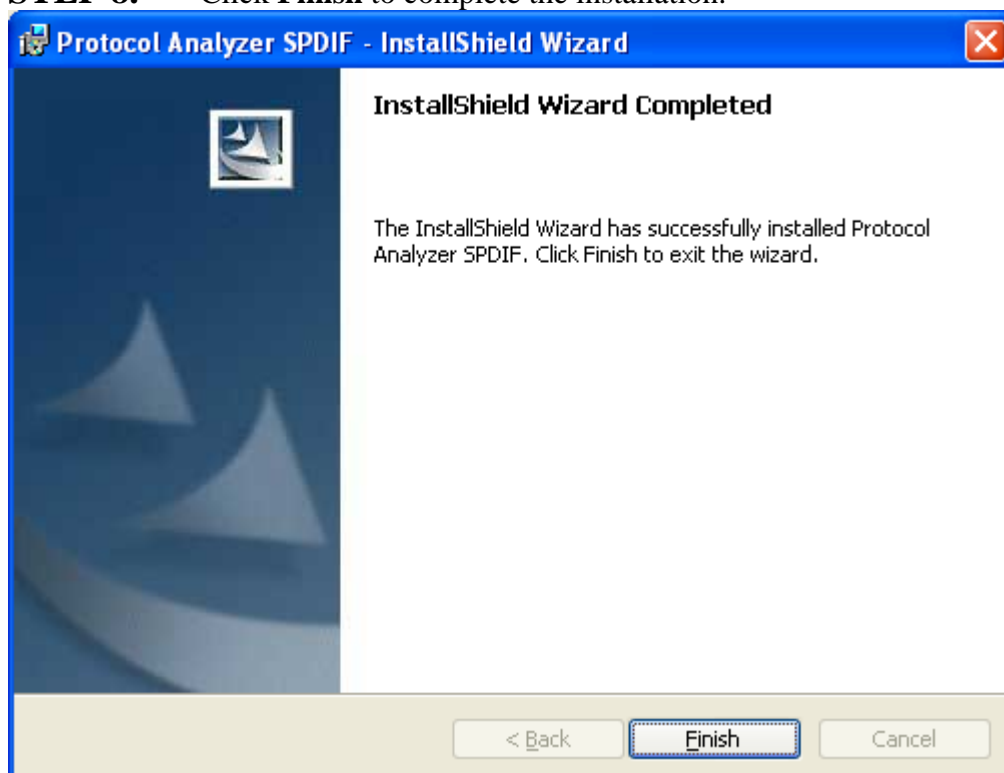 Click Finish to complete the installation.
Protocol Analyzer SPDIF - InstallShield Wizard
InstallShield Wizard Completed
The InstallShield Wizard has successfully installed Protocol
Analyzer SPDIF. Click Finish to exit the wizard.
< Back Finish Cancel